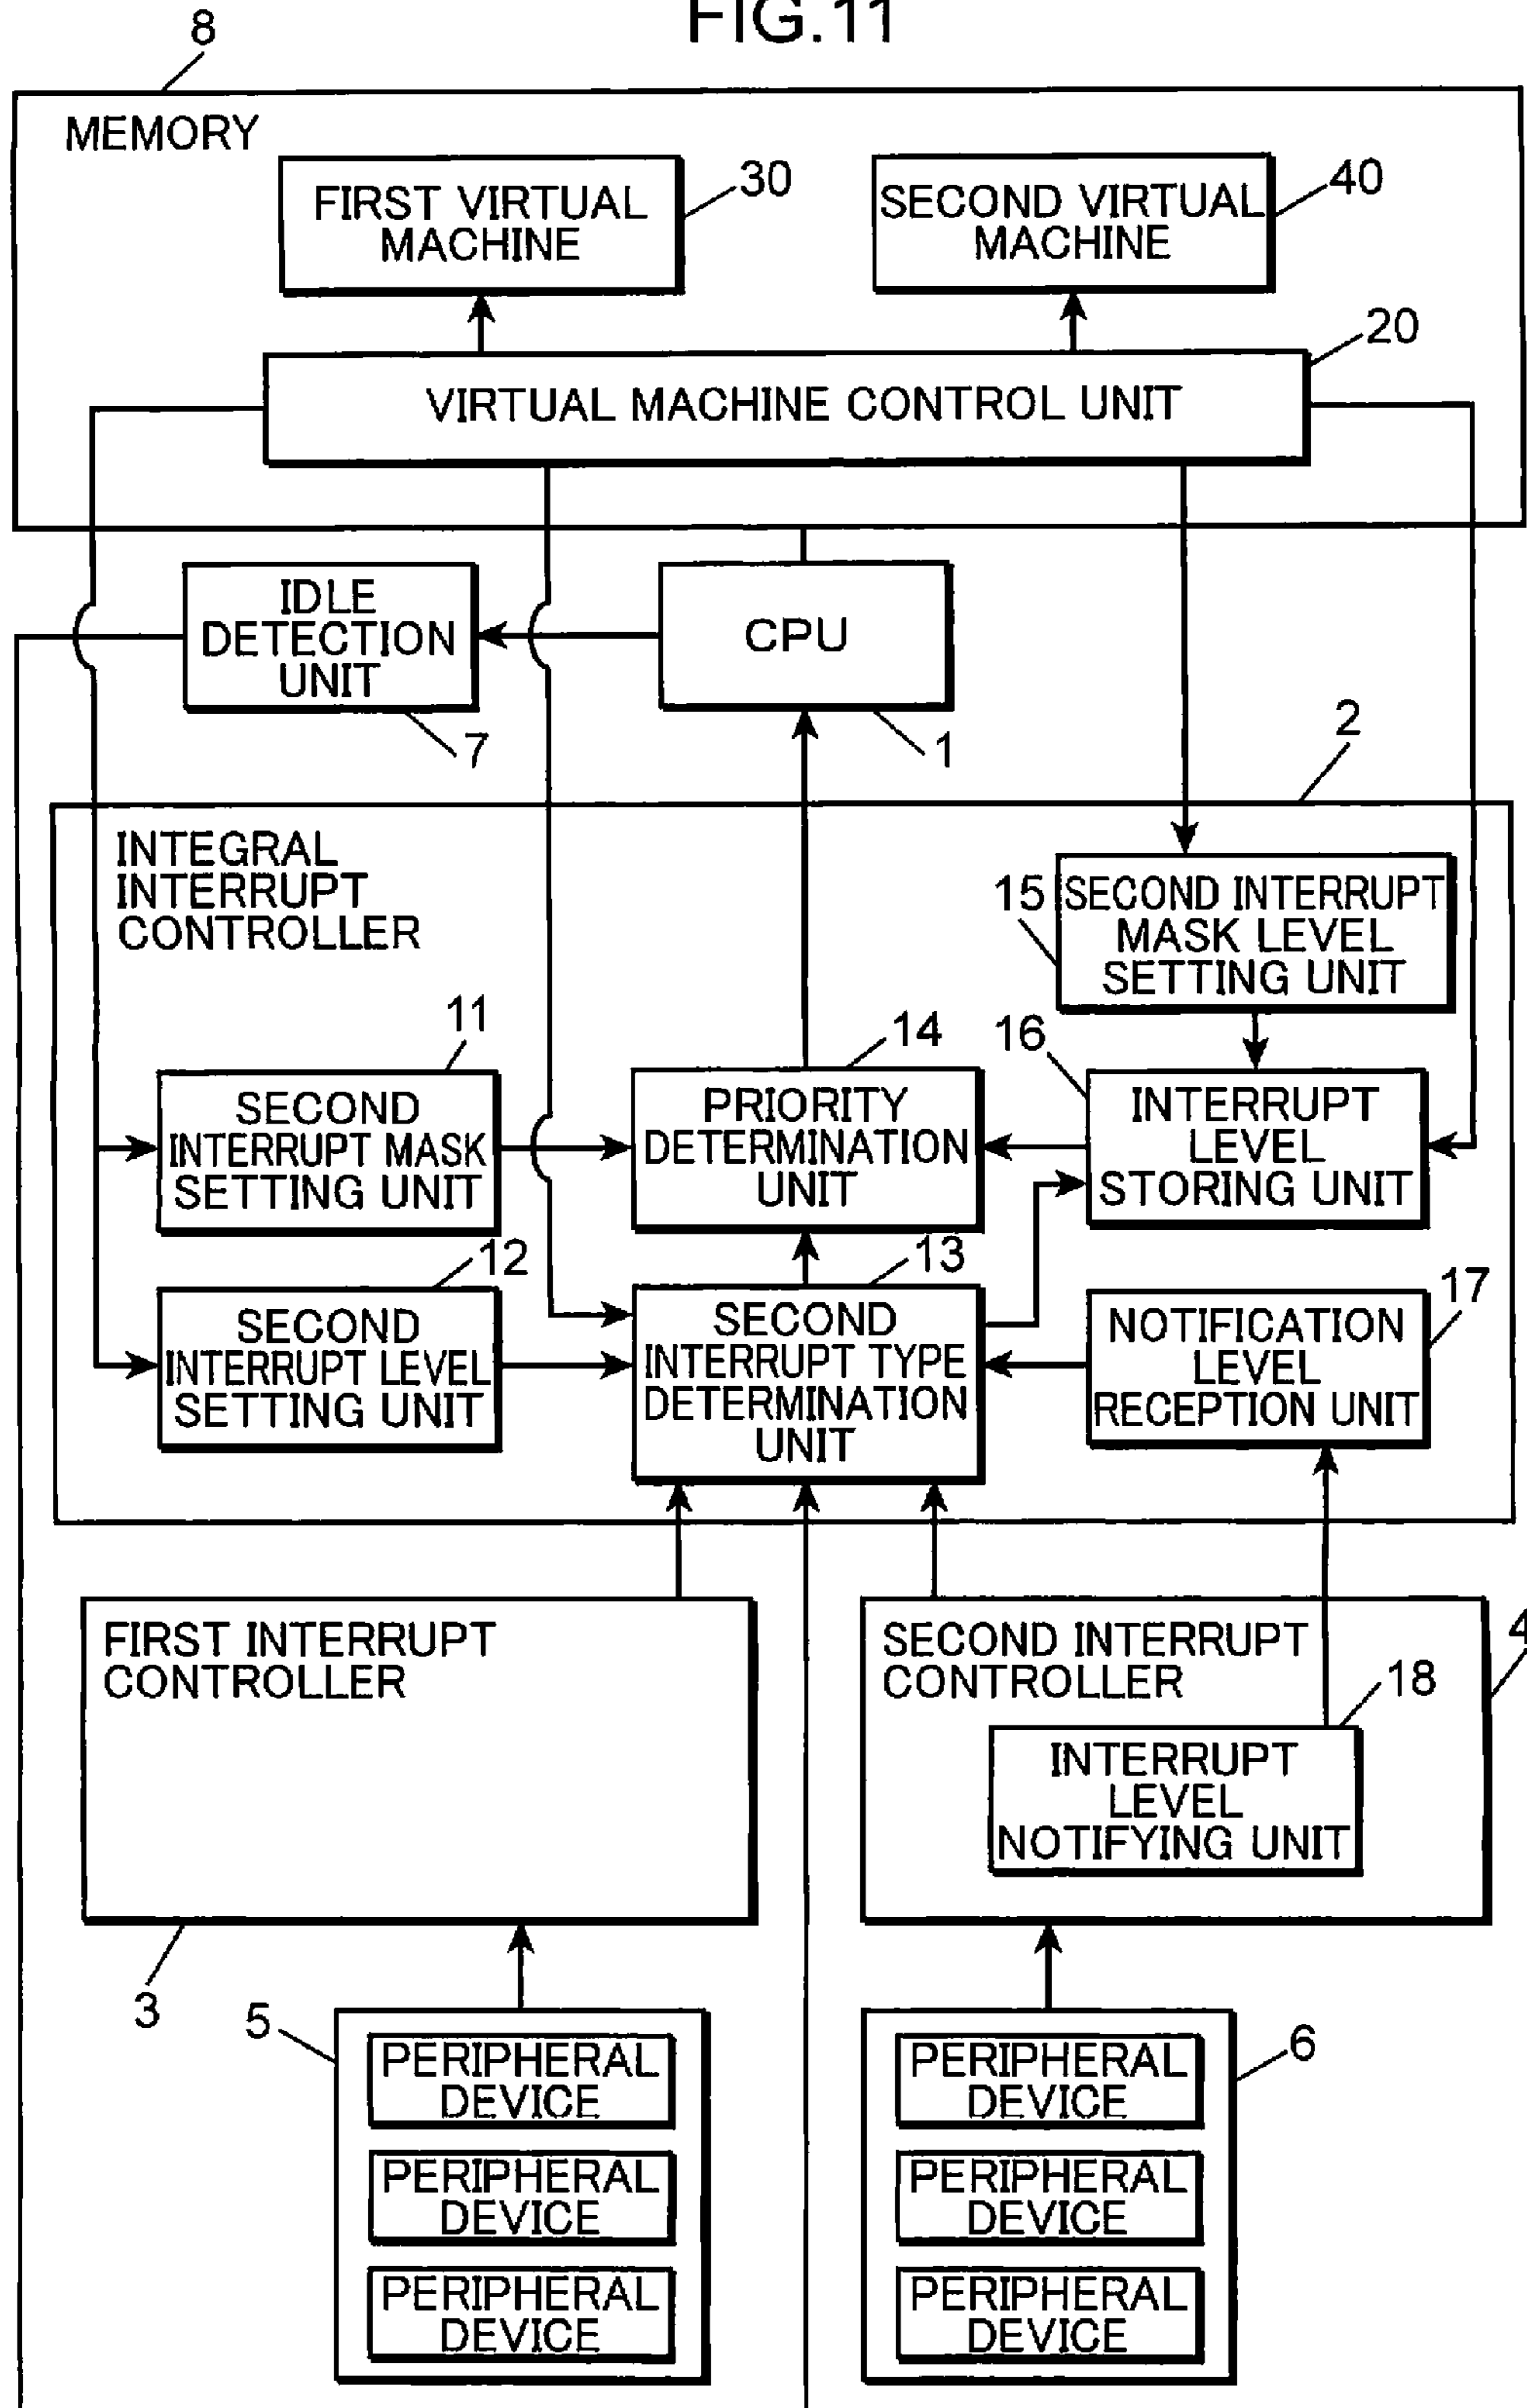 FIG.11
8
MEMORY
FIRST VIRTUAL
MACHINE
30
SECOND VIRTUAL
MACHINE
40
20
VIRTUAL MACHINE CONTROL UNIT
IDLE
DETECTION
UNIT
7
CPU
1
2
INTEGRAL
INTERRUPT
CONTROLLER
15
SECOND INTERRUPT
MASK LEVEL
SETTING UNIT
11
SECOND
INTERRUPT MASK
SETTING UNIT
14
PRIORITY
DETERMINATION
UNIT
16
INTERRUPT
LEVEL
STORING UNIT
12
SECOND
INTERRUPT LEVEL
SETTING UNIT
13
SECOND
INTERRUPT TYPE
DETERMINATION
UNIT
17
NOTIFICATION
LEVEL
RECEPTION UNIT
FIRST INTERRUPT
CONTROLLER
3
SECOND INTERRUPT
CONTROLLER
4
18
INTERRUPT
LEVEL
NOTIFYING UNIT
5
PERIPHERAL
DEVICE
PERIPHERAL
DEVICE
PERIPHERAL
DEVICE
6
PERIPHERAL
DEVICE
PERIPHERAL
DEVICE
PERIPHERAL
DEVICE